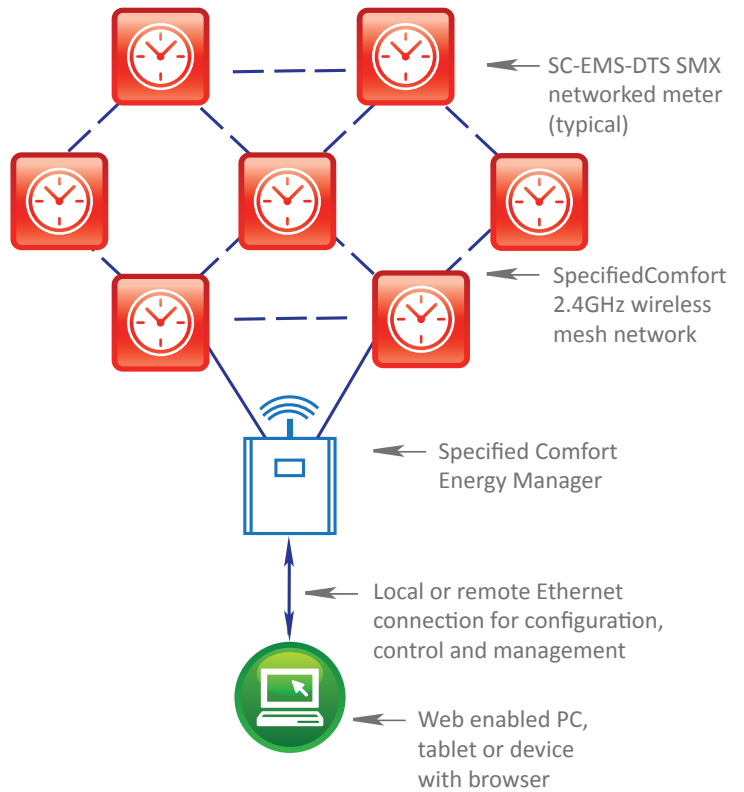 SC-EMS-DTS SMX
networked meter
(typical)
SpecifiedComfort
2.4GHz wireless
mesh network
Specified Comfort
Energy Manager
Local or remote Ethernet
connection for configuration,
control and management
Web enabled PC,
tablet or device
with browser